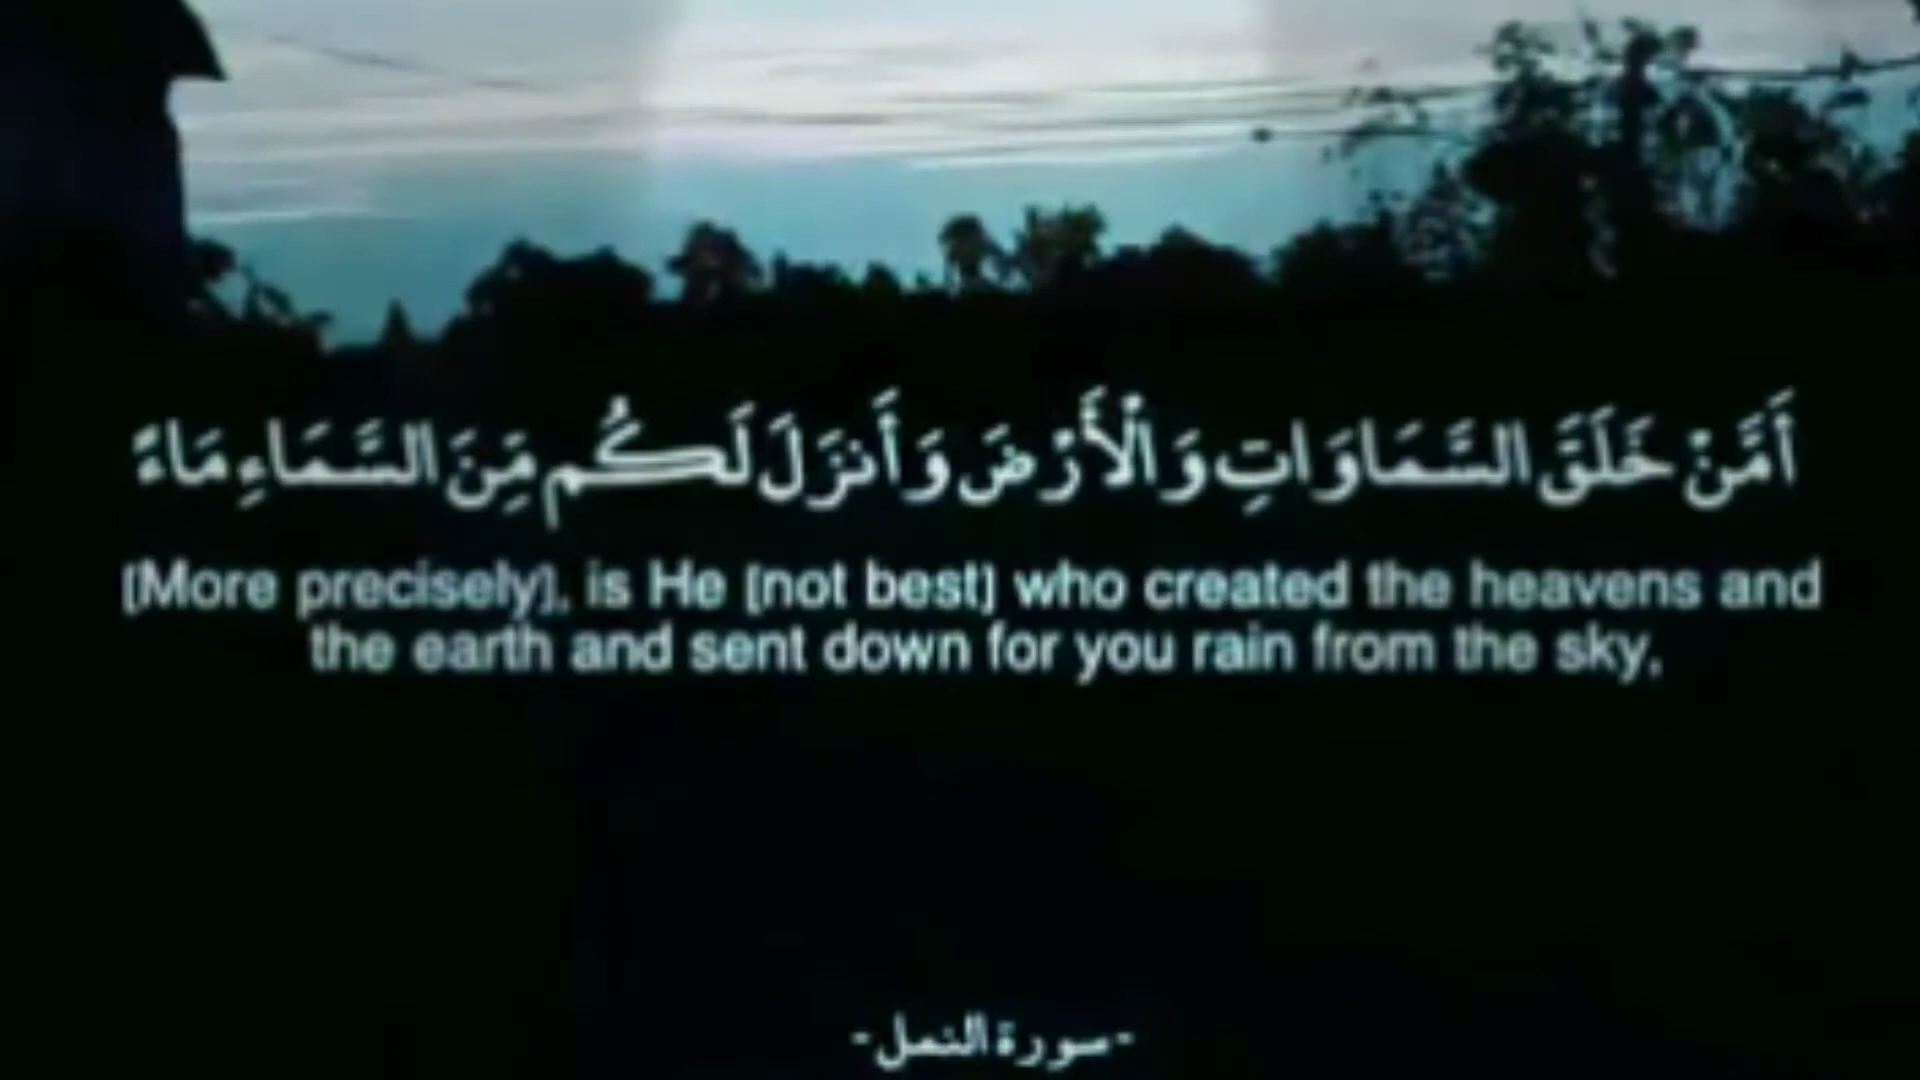 أَمَّنْ خَلَقَ السَّمَاوَاتِ وَالْأَرْضَ وَأَنزَلَ لَكُم مِّنَ السَّمَاءِ مَاءً
[More precisely], is He [not best] who created the heavens and
the earth and sent down for you rain from the sky,
-سورة النمل-